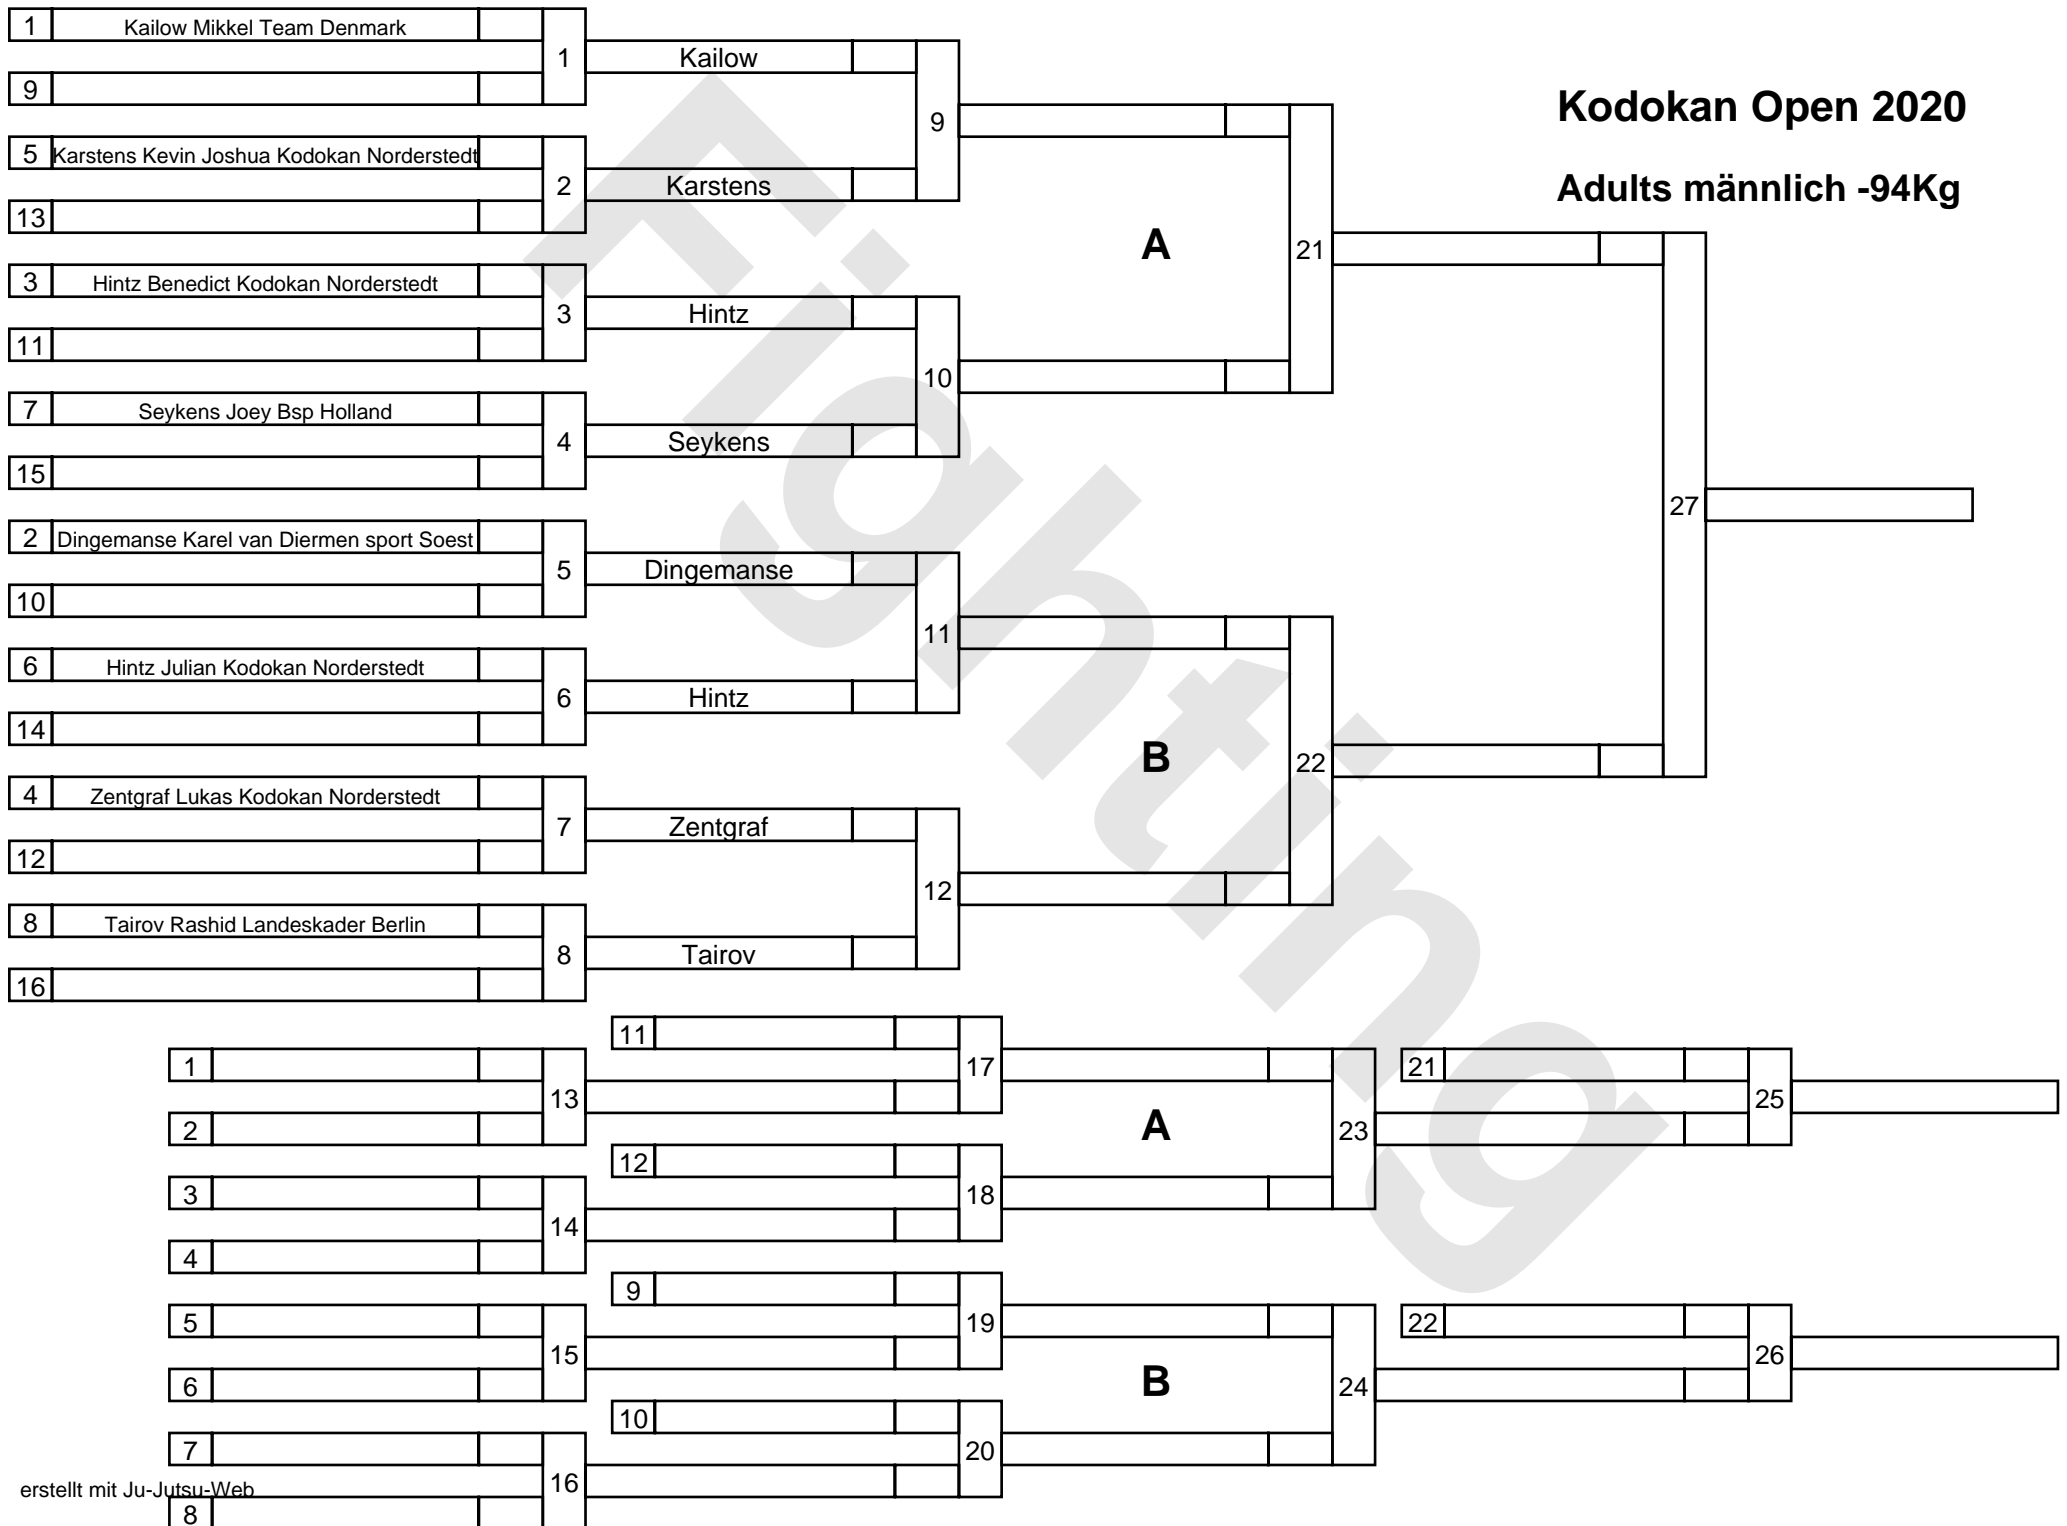 Kodokan Open 2020
Adults männlich -94Kg
1 Kailow Mikkel Team Denmark
1 Kailow
9
9
5 Karstens Kevin Joshua Kodokan Norderstedt
2 Karstens
13
A 21
3 Hintz Benedict Kodokan Norderstedt
3 Hintz
11
10
7 Seykens Joey Bsp Holland
4 Seykens
15
27
2 Dingemanse Karel van Diermen sport Soest
5 Dingemanse
10
11
6 Hintz Julian Kodokan Norderstedt
6 Hintz
14
B 22
4 Zentgraf Lukas Kodokan Norderstedt
7 Zentgraf
12
12
8 Tairov Rashid Landeskader Berlin
8 Tairov
16
Fighting
11
1 17 21
13 25
2 A 23
12
3 18
14
4
9
5 19 22
15 26
6 B 24
10
7 20
16
erstellt mit Ju-Jutsu-Web
8